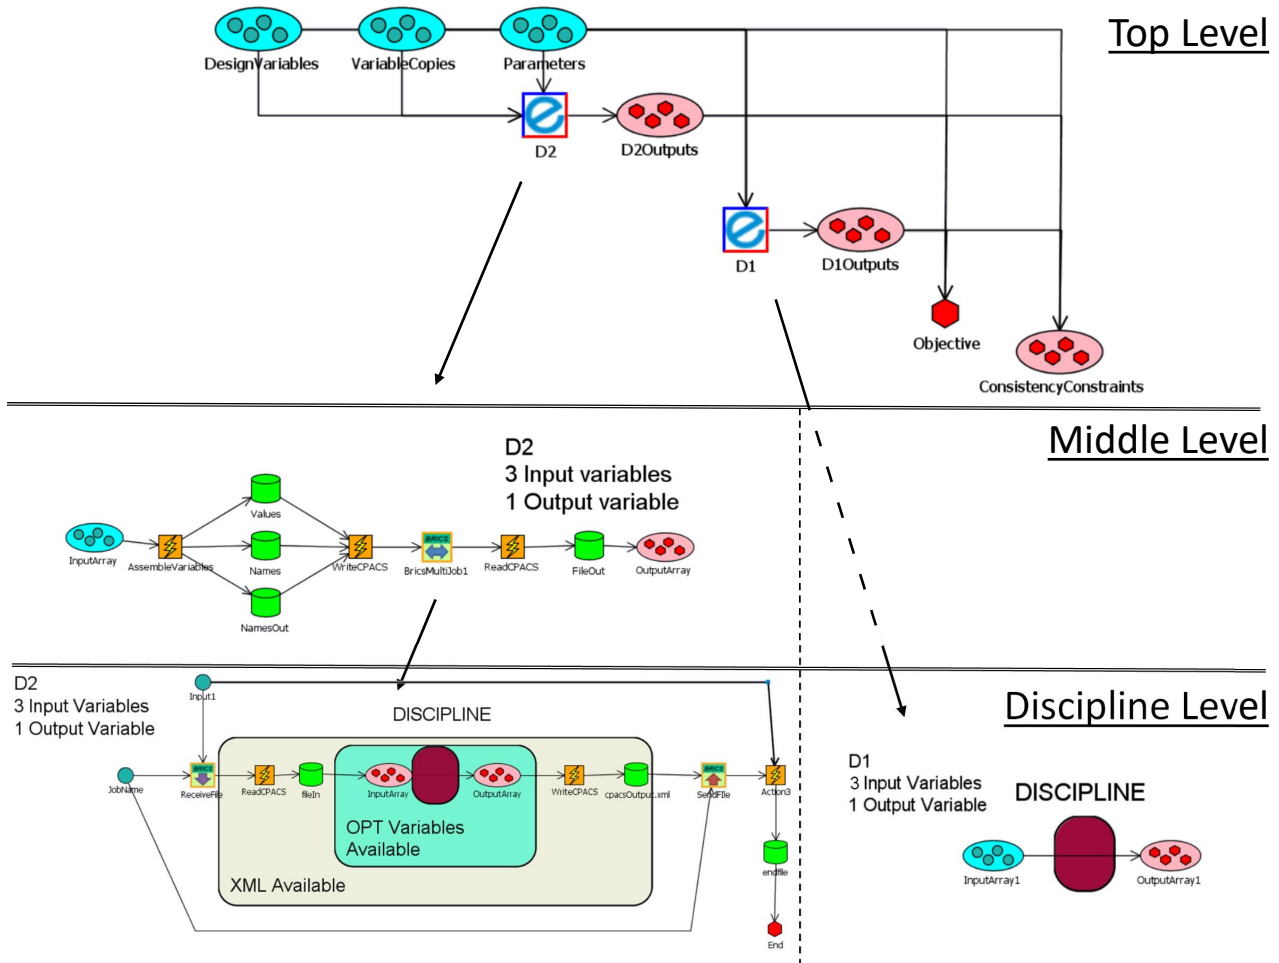 Top Level
DesignVariables
VariableCopies
Parameters
D2
D2Outputs
D1
D1Outputs
Objective
ConsistencyConstraints
Middle Level
D2
3 Input variables
1 Output variable
Values
InputArray
AssembleVariables
Names
WriteCPACS
BRICS
BricsMultiJob1
ReadCPACS
FileOut
OutputArray
NamesOut
Discipline Level
D2
3 Input Variables
1 Output Variable
Input1
DISCIPLINE
JobName
BRICS
ReceiveFile
ReadCPACS
fileIn
InputArray
OutputArray
WriteCPACS
cpacsOutput.xml
BRICS
SendFIle
Action3
OPT Variables
Available
XML Available
endfile
End
D1
3 Input Variables
1 Output Variable
DISCIPLINE
InputArray1
OutputArray1